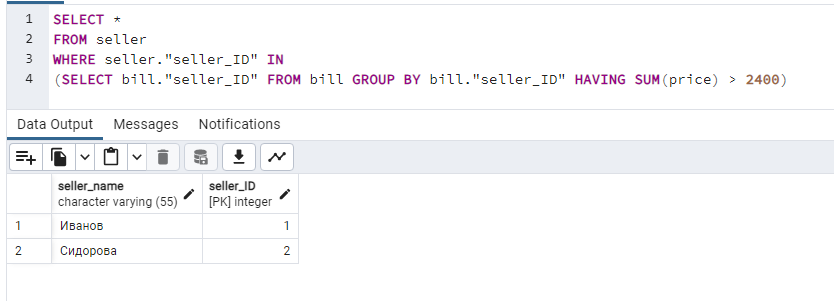 1 SELECT *
2 FROM seller
3 WHERE seller."seller_ID" IN
4 (SELECT bill."seller_ID" FROM bill GROUP BY bill."seller_ID" HAVING SUM(price) > 2400)
Data Output Messages Notifications
seller_name seller_ID
character varying (55) [PK] integer
1 Иванов 1
2 Сидорова 2